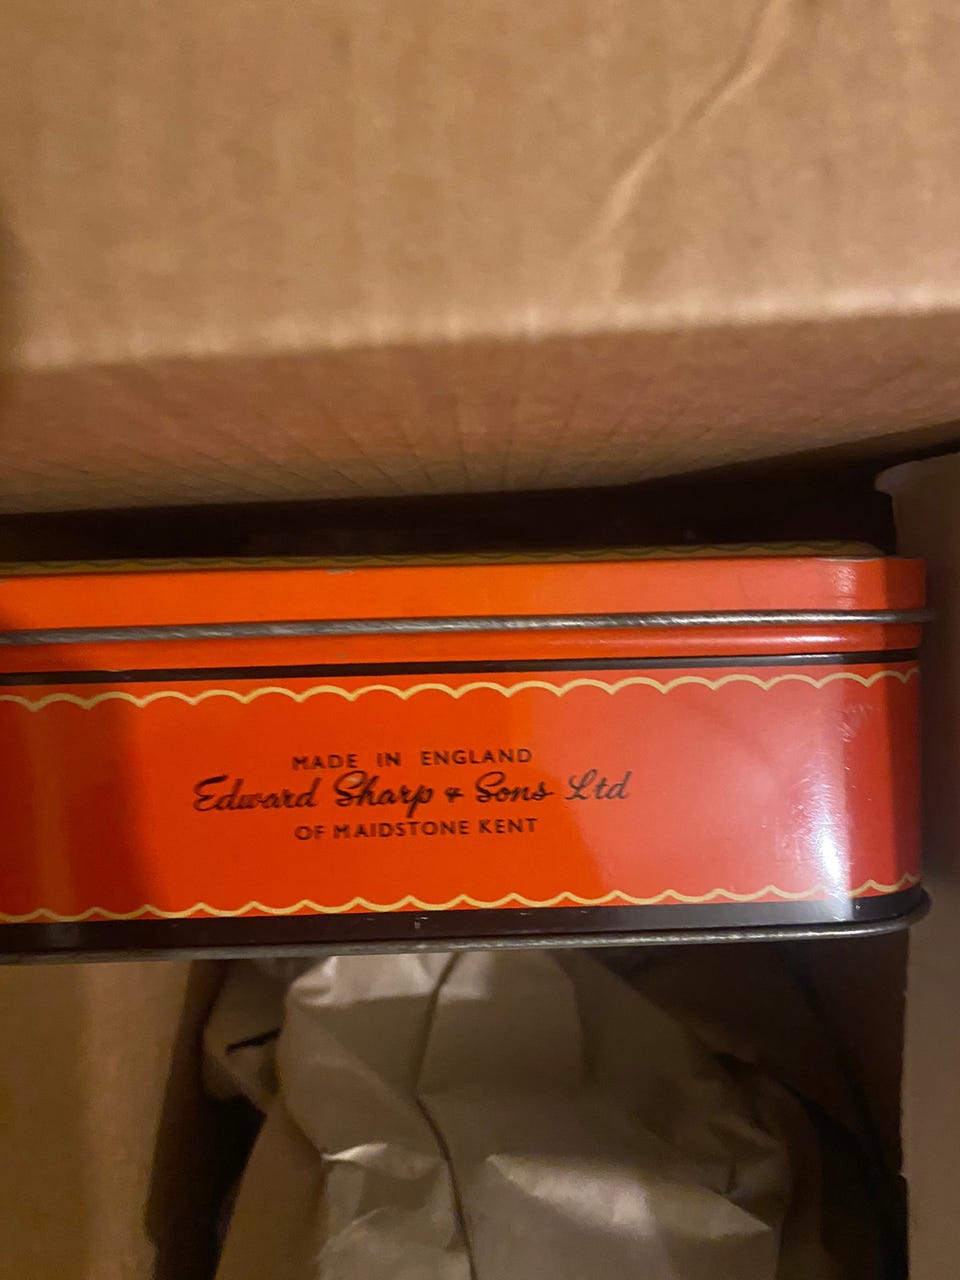 MADE IN ENGLAND
Edward Sharp & Sons Ltd
OF MAIDSTONE KENT